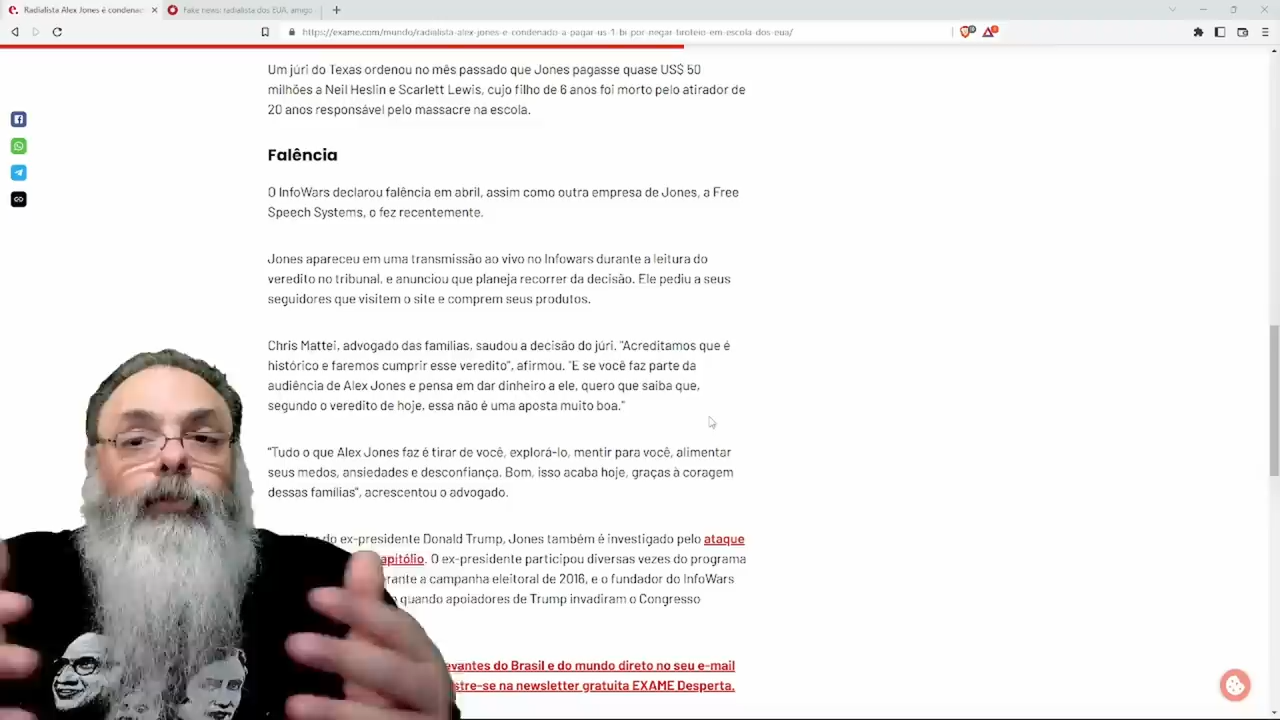 Radialista Alex Jones é condenac
Fake news: radialista dos EUA, amigo
https://exame.com/mundo/radialista-alex-jones-e-condenado-a-pagar-us-1-bi-por-negar-tiroteio-em-escola-dos-eua/
Um júri do Texas ordenou no mês passado que Jones pagasse quase US$ 50
milhões a Neil Heslin e Scarlett Lewis, cujo filho de 6 anos foi morto pelo atirador de
20 anos responsável pelo massacre na escola.
Falência
O InfoWars declarou falência em abril, assim como outra empresa de Jones, a Free
Speech Systems, o fez recentemente.
Jones apareceu em uma transmissão ao vivo no Infowars durante a leitura do
veredito no tribunal, e anunciou que planeja recorrer da decisão. Ele pediu a seus
seguidores que visitem o site e comprem seus produtos.
Chris Mattei, advogado das famílias, saudou a decisão do júri. "Acreditamos que é
histórico e faremos cumprir esse veredito", afirmou. "E se você faz parte da
audiência de Alex Jones e pensa em dar dinheiro a ele, quero que saiba que,
segundo o veredito de hoje, essa não é uma aposta muito boa."
"Tudo o que Alex Jones faz é tirar de você, explorá-lo, mentir para você, alimentar
seus medos, ansiedades e desconfiança. Bom, isso acaba hoje, graças à coragem
dessas famílias", acrescentou o advogado.
do ex-presidente Donald Trump, Jones também é investigado pelo ataque
apitólio. O ex-presidente participou diversas vezes do programa
rante a campanha eleitoral de 2016, e o fundador do InfoWars
quando apoiadores de Trump invadiram o Congresso
evantes do Brasil e do mundo direto no seu e-mail
stre-se na newsletter gratuita EXAME Desperta.